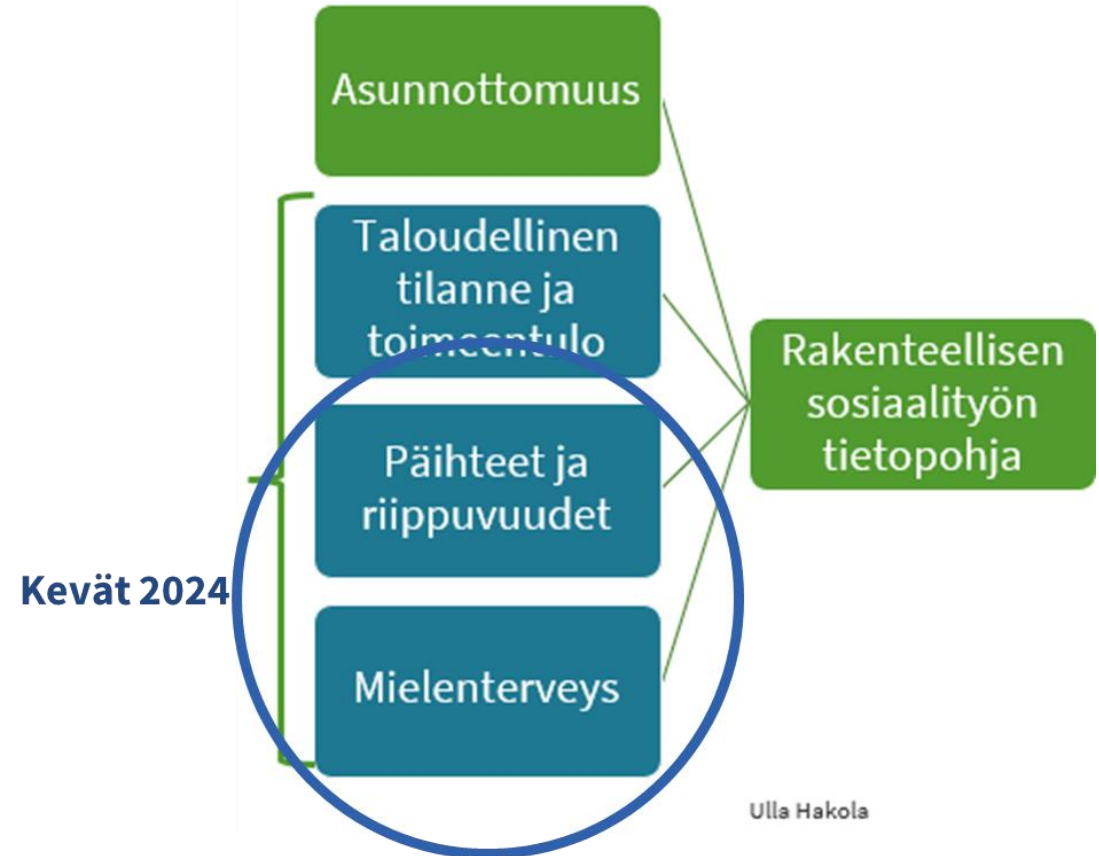 Asunnottomuus
Taloudellinen
tilanne ja
toimeentulo
Päihteet ja
riippuvuudet
Mielenterveys
Kevät 2024
Rakenteellisen
sosiaalityön
tietopohja
Ulla Hakola